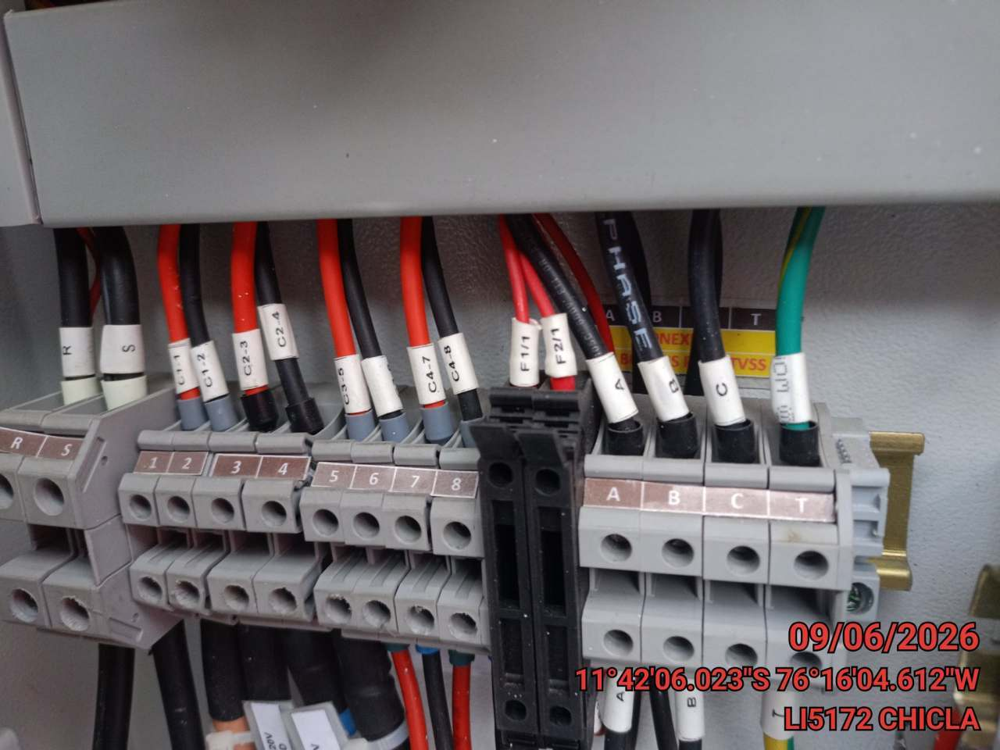 PHASE
A B T
TVSS
R
S
C1-1
C1-2
C2-3
C2-4
C3-5
C4-7
C4-8
F1/1
F2/1
A
B
C
R S
1 2 3 4 5 6 7 8
A B C T
A
B
T
09/06/2026
11°42'06.023"S 76°16'04.612"W
LI5172 CHICLA